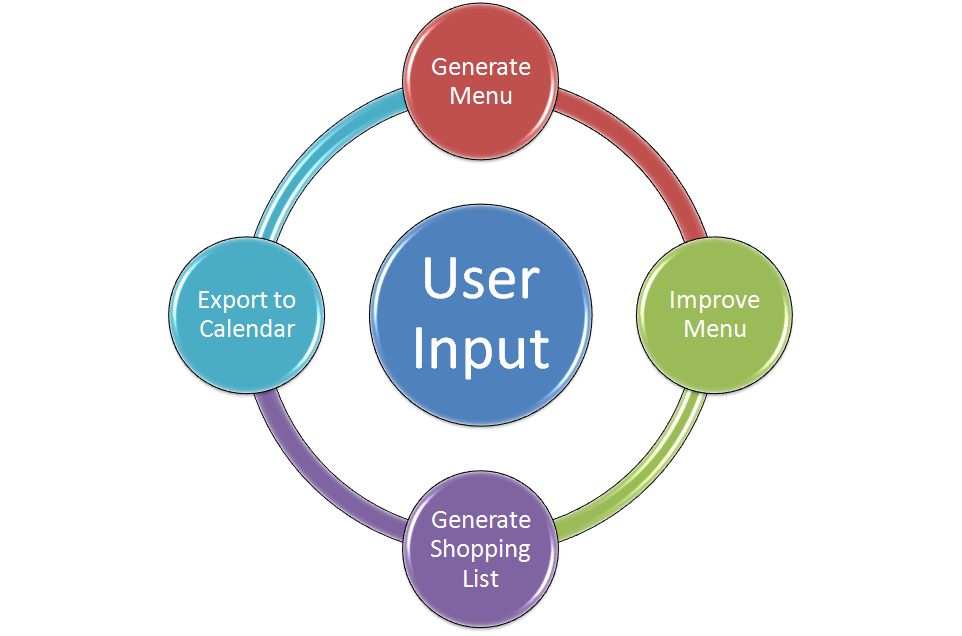 Generate
Menu
Export to
Calendar
User
Input
Improve
Menu
Generate
Shopping
List